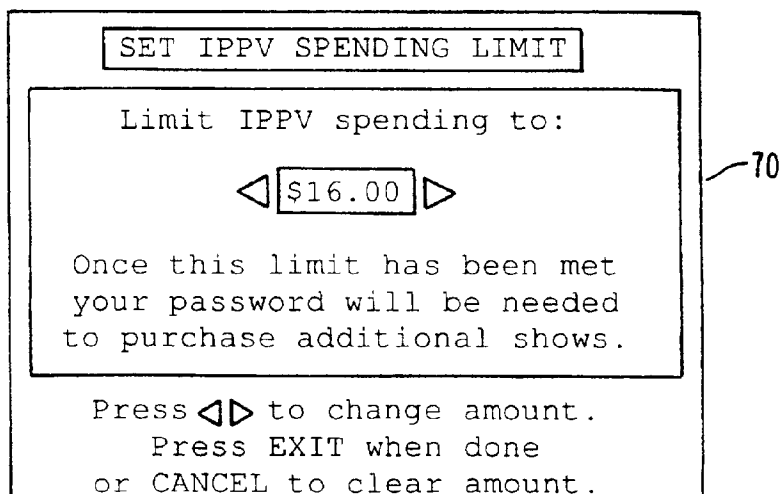 SET IPPV SPENDING LIMIT
Limit IPPV spending to:
$16.00
70
Once this limit has been met
your password will be needed
to purchase additional shows.
Press ◁▷ to change amount.
Press EXIT when done
or CANCEL to clear amount.